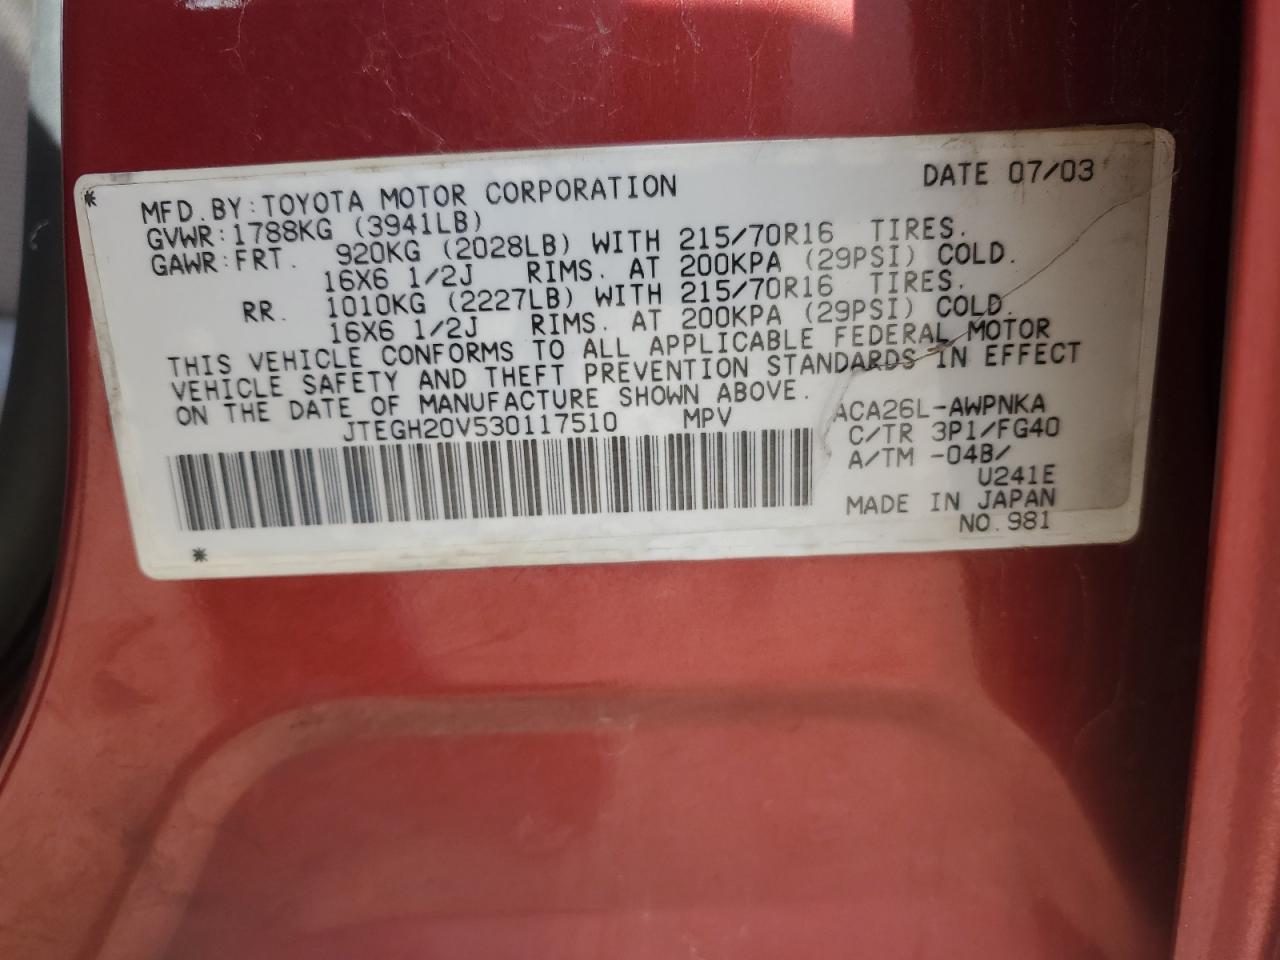 DATE 07/03
MFD.BY:TOYOTA MOTOR CORPORATION
GVWR:1788KG (3941LB)
GAWR:FRT. 920KG (2028LB) WITH 215/70R16 TIRES.
16X6 1/2J RIMS. AT 200KPA (29PSI) COLD.
RR. 1010KG (2227LB) WITH 215/70R16 TIRES.
16X6 1/2J RIMS. AT 200KPA (29PSI) COLD.
THIS VEHICLE CONFORMS TO ALL APPLICABLE FEDERAL MOTOR
VEHICLE SAFETY AND THEFT PREVENTION STANDARDS IN EFFECT
ON THE DATE OF MANUFACTURE SHOWN ABOVE.
JTEGH20V530117510 MPV
ACA26L-AWPNKA
C/TR 3P1/FG40
A/TM -04B/
U241E
MADE IN JAPAN
NO.981